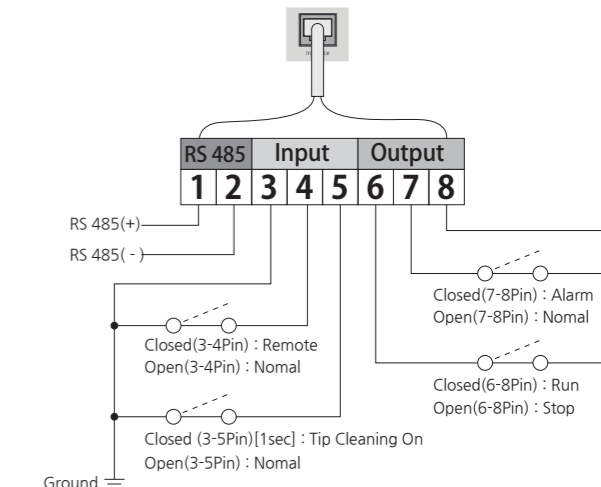 RS 485 Input Output
1 2 3 4 5 6 7 8
RS 485(+)
RS 485( - )
Closed(7-8Pin) : Alarm
Open(7-8Pin) : Nomal
Closed(3-4Pin) : Remote
Open(3-4Pin) : Nomal
Closed(6-8Pin) : Run
Open(6-8Pin) : Stop
Closed (3-5Pin)[1sec] : Tip Cleaning On
Open(3-5Pin) : Nomal
Ground